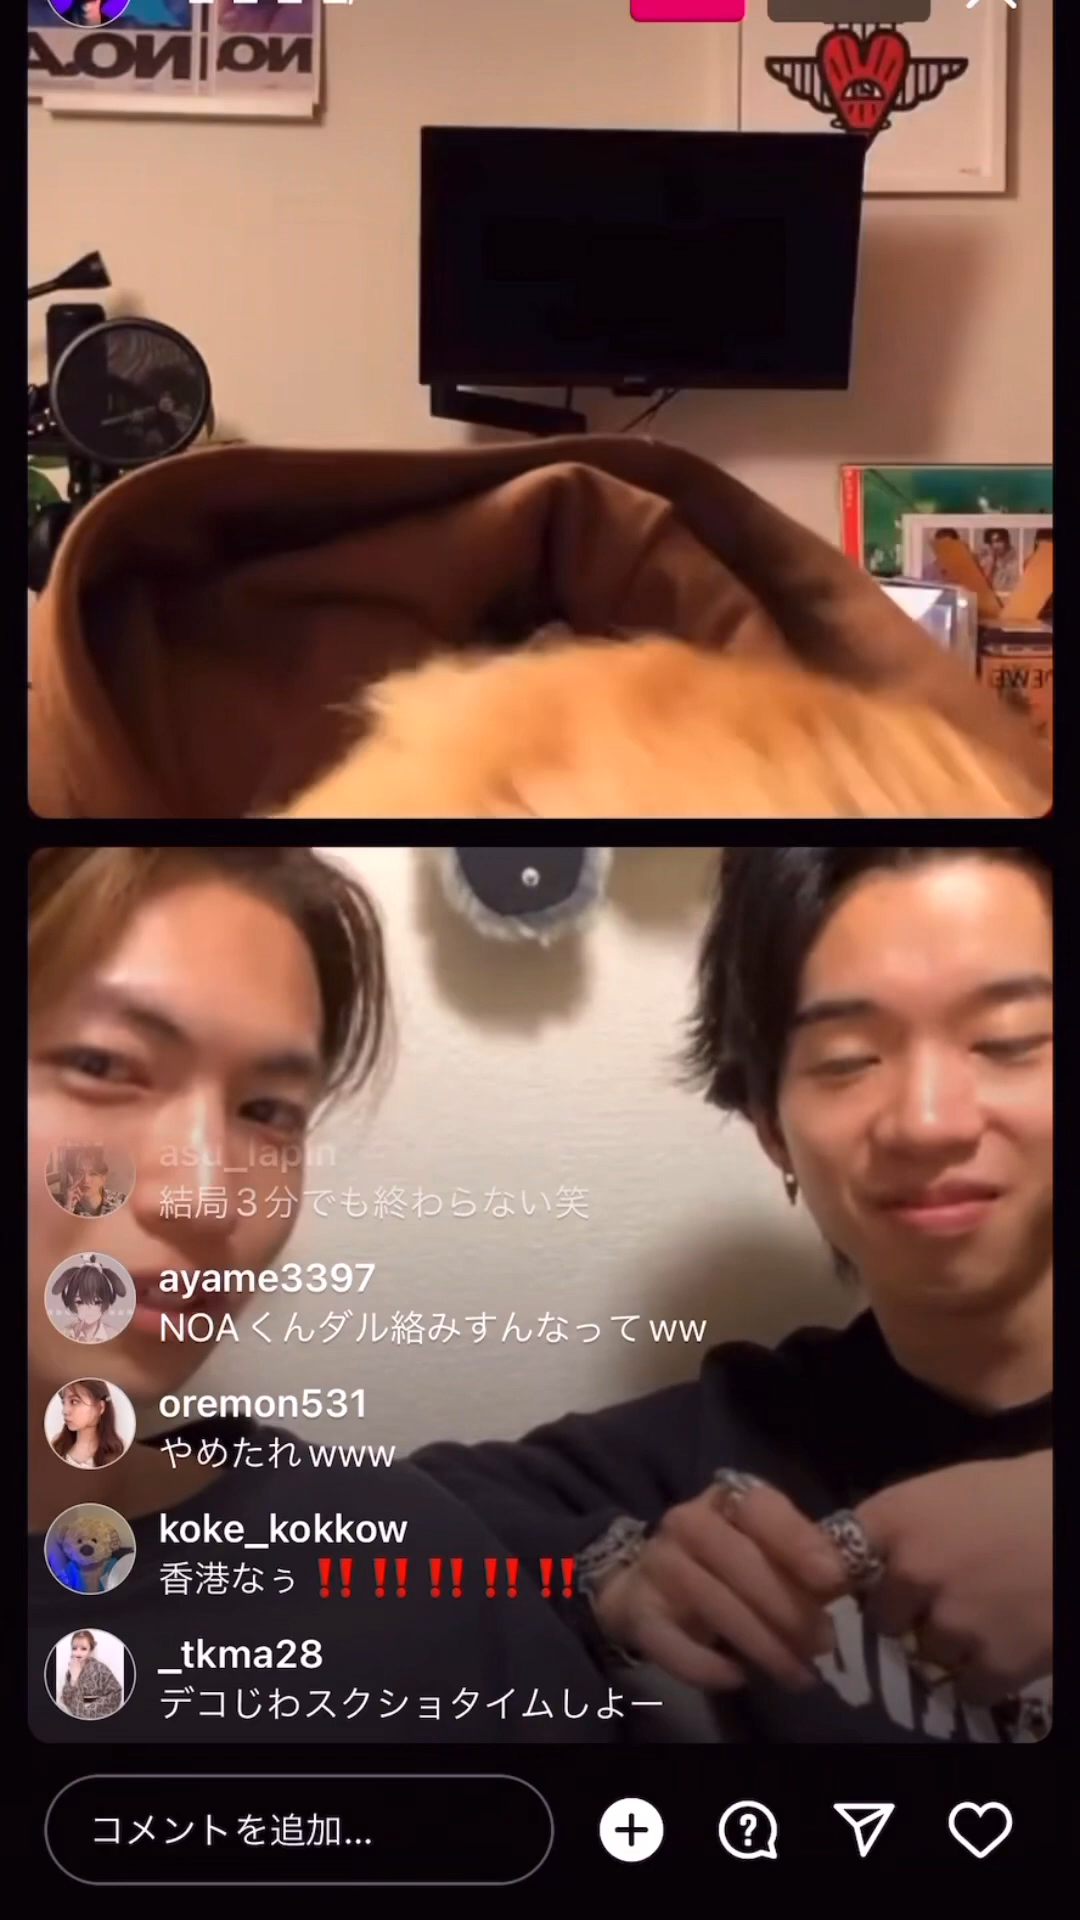 asu_lapin
結局3分でも終わらない笑
ayame3397
NOAくんダル絡みすんなってww
oremon531
やめたれwww
koke_kokkow
香港なぅ‼️‼️‼️‼️‼️
_tkma28
デコじわスクショタイムしよー
コメントを追加...